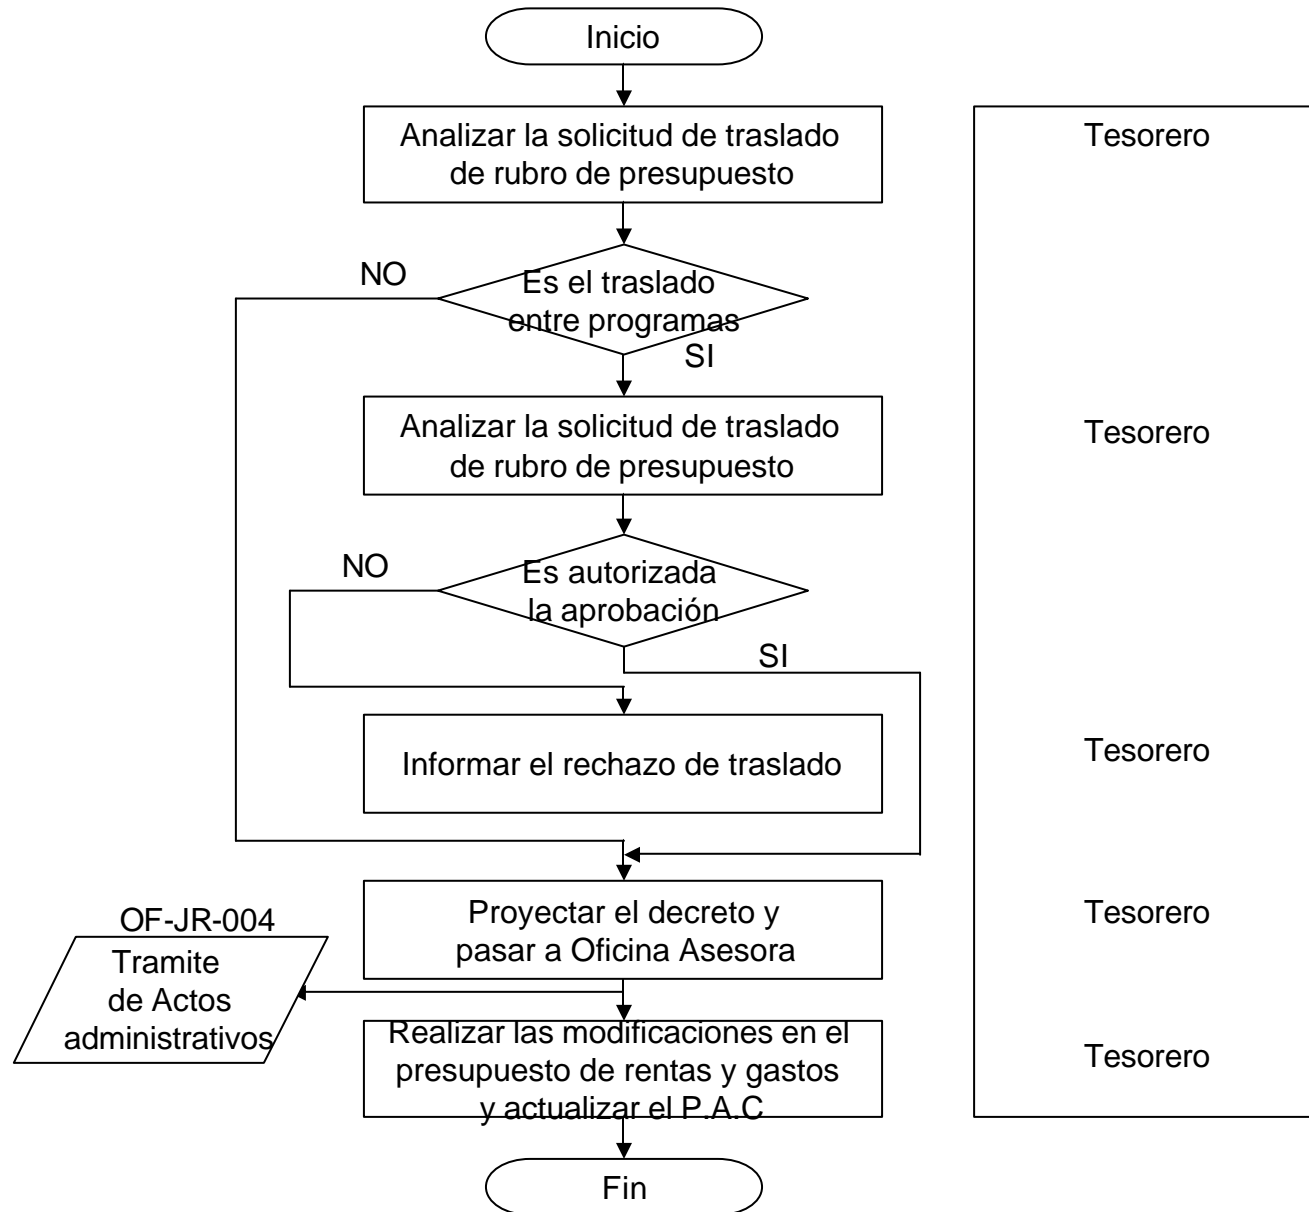 Inicio
Analizar la solicitud de traslado
de rubro de presupuesto
Tesorero
NO
Es el traslado
entre programas
SI
Analizar la solicitud de traslado
de rubro de presupuesto
Tesorero
NO
Es autorizada
la aprobación
SI
Informar el rechazo de traslado
Tesorero
Proyectar el decreto y
pasar a Oficina Asesora
Tesorero
OF-JR-004
Tramite
de Actos
administrativos
Realizar las modificaciones en el
presupuesto de rentas y gastos
y actualizar el P.A.C
Tesorero
Fin